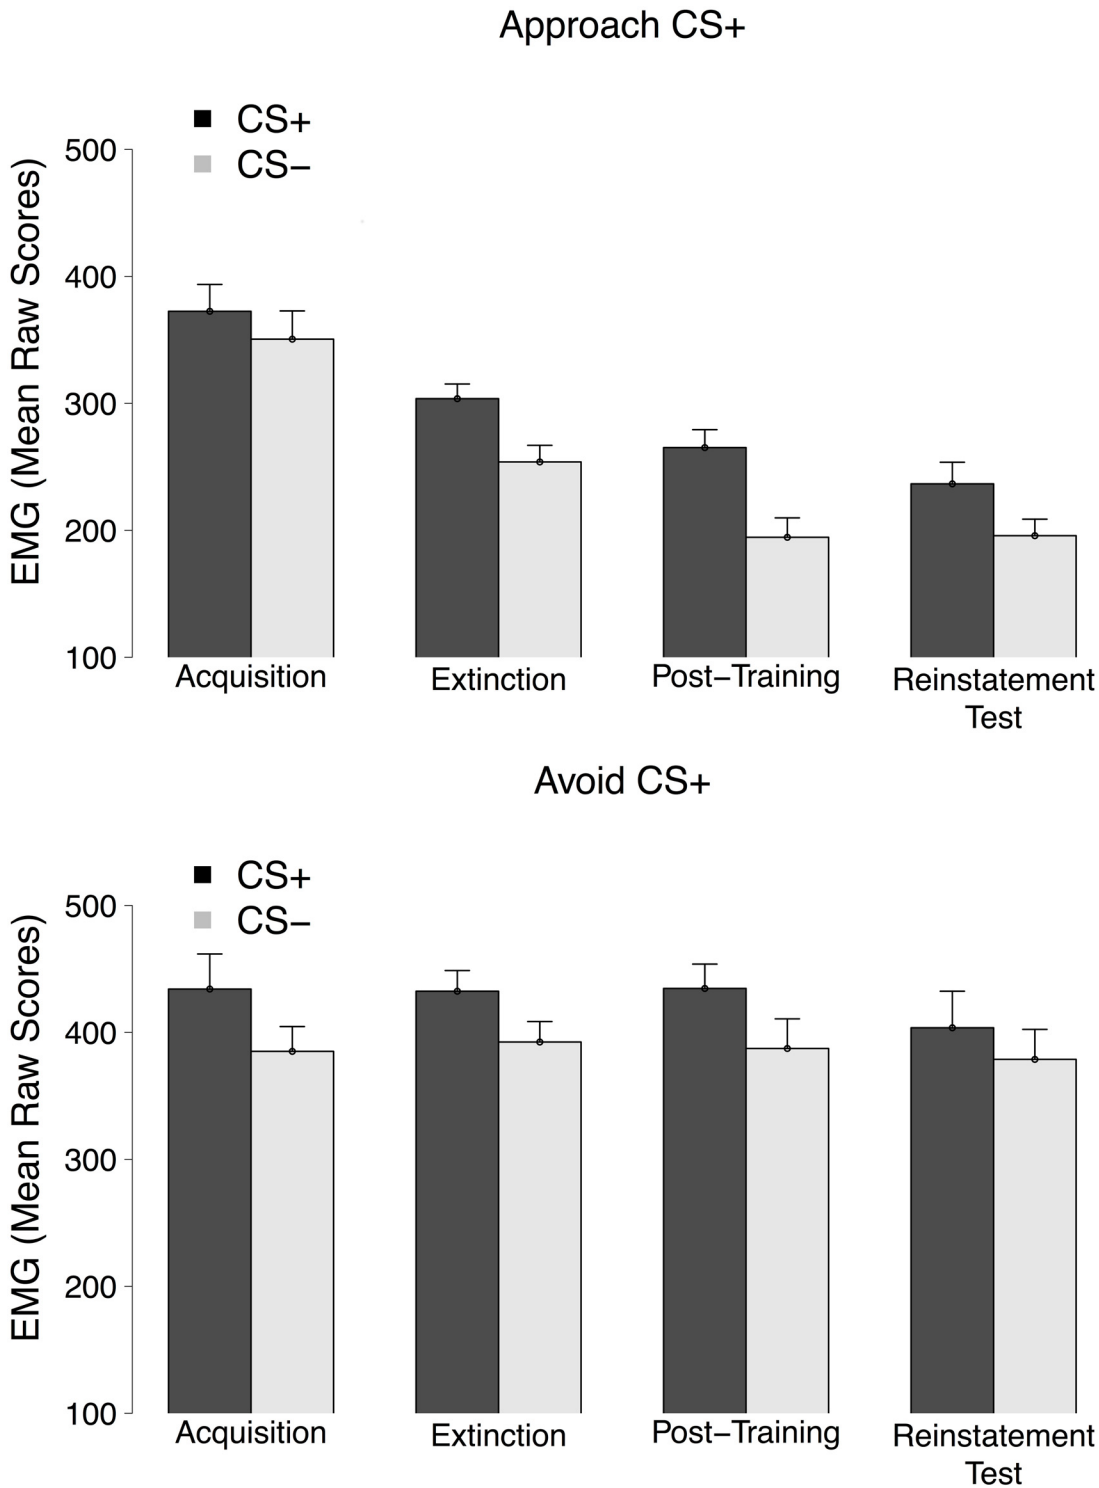 Approach CS+
CS+
CS−
500
400
300
200
100
EMG (Mean Raw Scores)
Acquisition
Extinction
Post−Training
Reinstatement
Test
Avoid CS+
CS+
CS−
500
400
300
200
100
EMG (Mean Raw Scores)
Acquisition
Extinction
Post−Training
Reinstatement
Test